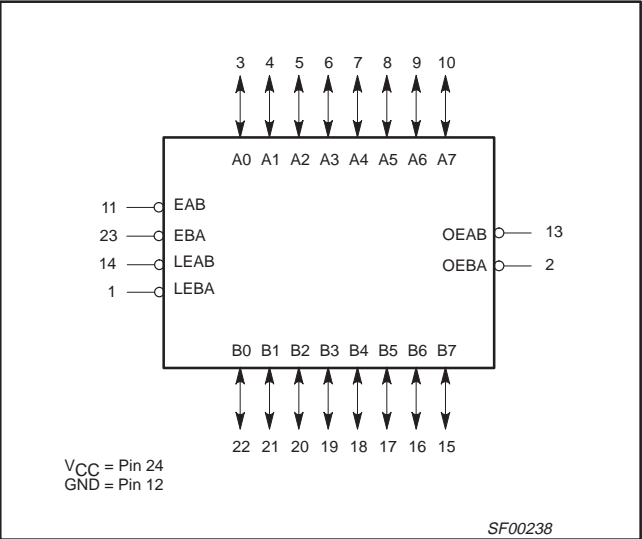 3 4 5 6 7 8 9 10
A0 A1 A2 A3 A4 A5 A6 A7
11 EAB
23 EBA
14 LEAB
1 LEBA
OEAB 13
OEBA 2
B0 B1 B2 B3 B4 B5 B6 B7
22 21 20 19 18 17 16 15
VCC = Pin 24
GND = Pin 12
SF00238